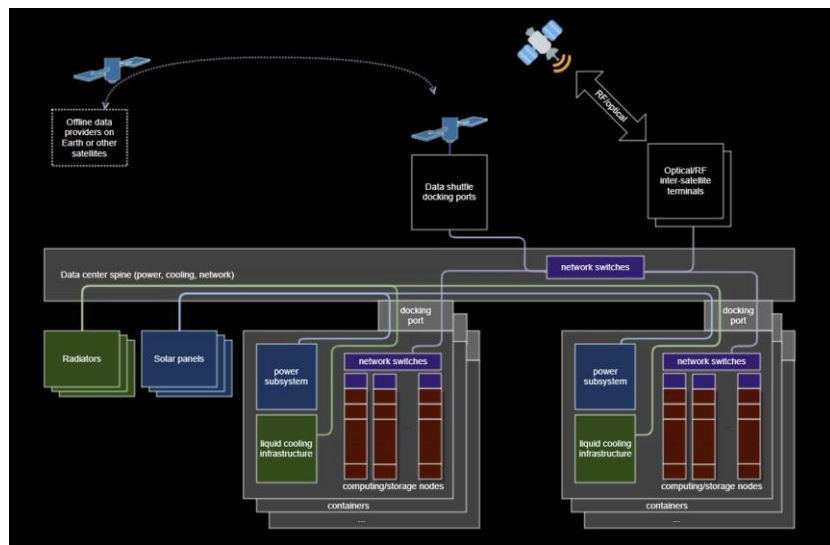 Offline data
providers on
Earth or other
satellites
RF/optical
Data shuttle
docking ports
Optical/RF
inter-satellite
terminals
Data center spine (power, cooling, network)
network switches
docking
port
docking
port
Radiators
Solar panels
power
subsystem
network switches
liquid cooling
infrastructure
computing/storage nodes
containers
...
power
subsystem
network switches
liquid cooling
infrastructure
computing/storage nodes
containers
...